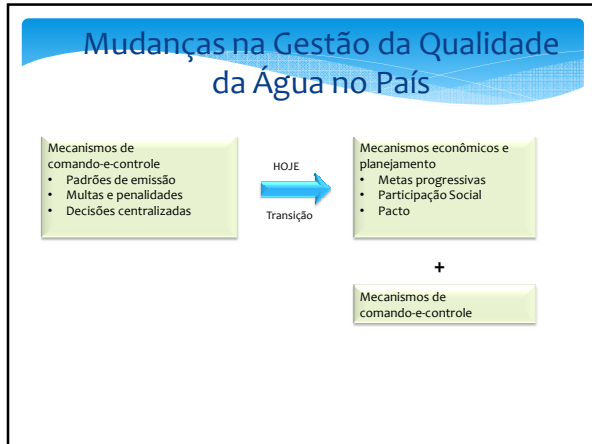 Mudanças na Gestão da Qualidade
da Água no País
Mecanismos de
comando-e-controle
• Padrões de emissão
• Multas e penalidades
• Decisões centralizadas
HOJE
Transição
Mecanismos econômicos e
planejamento
• Metas progressivas
• Participação Social
• Pacto
+
Mecanismos de
comando-e-controle